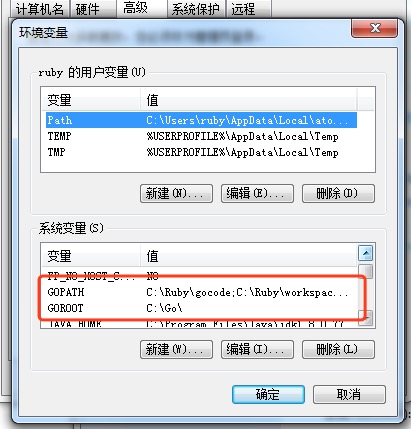 计算机名 硬件 高级 系统保护 远程
环境变量
ruby 的用户变量(U)
变量 值
Path C:\Users\ruby\AppData\Local\ato...
TEMP %USERPROFILE%\AppData\Local\Temp
TMP %USERPROFILE%\AppData\Local\Temp
新建(N)... 编辑(E)... 删除(D)
系统变量(S)
变量 值
FP_NO_HOST_C... NO
GOPATH C:\Ruby\gocode;C:\Ruby\workspac...
GOROOT C:\Go\
JAVA_HOME C:\Program Files\Java\jdk1.8.0
新建(W)... 编辑(I)... 删除(L)
确定 取消